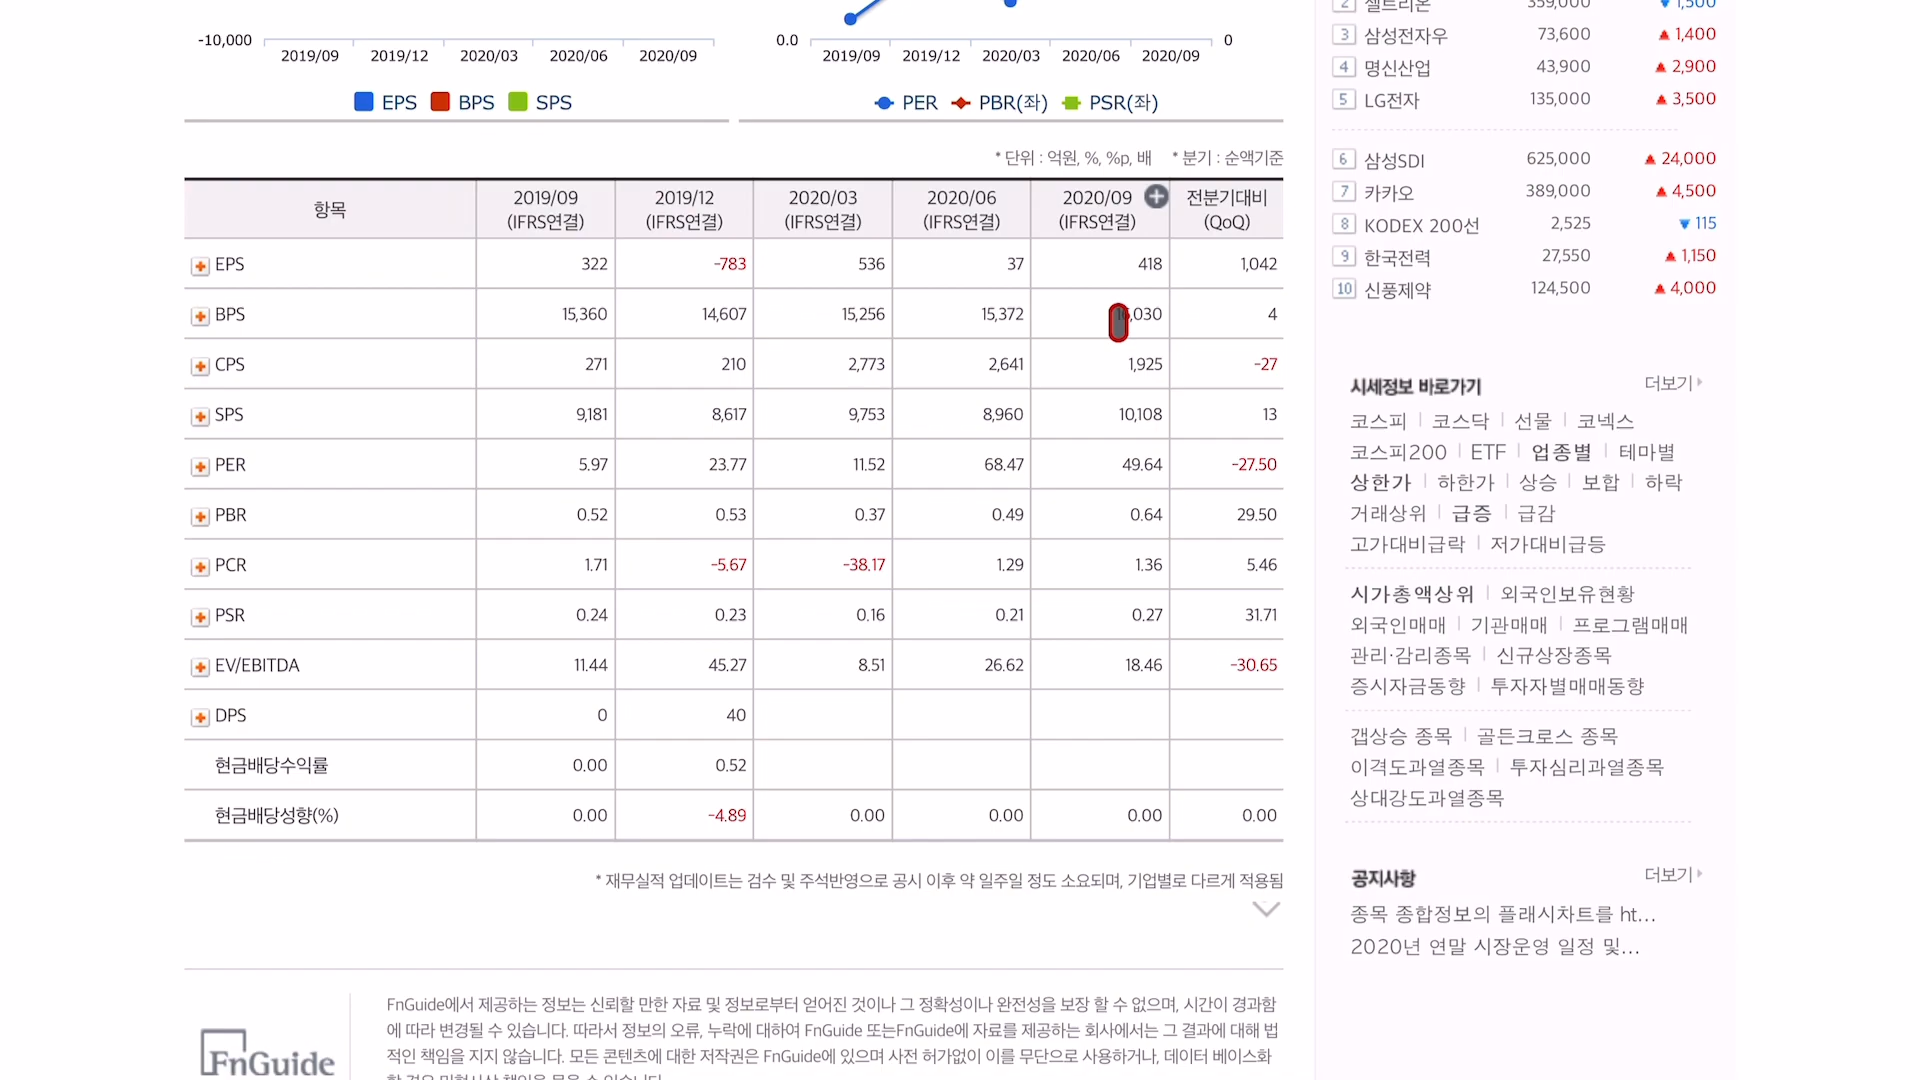 2 셀트리온 359,000 ▼ 1,500
-10,000
2019/09 2019/12 2020/03 2020/06 2020/09
0.0 0
2019/09 2019/12 2020/03 2020/06 2020/09
3 삼성전자우 73,600 ▲ 1,400
4 명신산업 43,900 ▲ 2,900
5 LG전자 135,000 ▲ 3,500
EPS BPS SPS
PER PBR(좌) PSR(좌)
* 단위 : 억원, %, %p, 배 * 분기 : 순액기준
항목 2019/09 (IFRS연결) 2019/12 (IFRS연결) 2020/03 (IFRS연결) 2020/06 (IFRS연결) 2020/09 (IFRS연결) 전분기대비 (QoQ)
EPS 322 -783 536 37 418 1,042
BPS 15,360 14,607 15,256 15,372 ,030 4
CPS 271 210 2,773 2,641 1,925 -27
SPS 9,181 8,617 9,753 8,960 10,108 13
PER 5.97 23.77 11.52 68.47 49.64 -27.50
PBR 0.52 0.53 0.37 0.49 0.64 29.50
PCR 1.71 -5.67 -38.17 1.29 1.36 5.46
PSR 0.24 0.23 0.16 0.21 0.27 31.71
EV/EBITDA 11.44 45.27 8.51 26.62 18.46 -30.65
DPS 0 40
현금배당수익률 0.00 0.52
현금배당성향(%) 0.00 -4.89 0.00 0.00 0.00 0.00
* 재무실적 업데이트는 검수 및 주석반영으로 공시 이후 약 일주일 정도 소요되며, 기업별로 다르게 적용됨
FnGuide
FnGuide에서 제공하는 정보는 신뢰할 만한 자료 및 정보로부터 얻어진 것이나 그 정확성이나 완전성을 보장 할 수 없으며, 시간이 경과함
에 따라 변경될 수 있습니다. 따라서 정보의 오류, 누락에 대하여 FnGuide 또는FnGuide에 자료를 제공하는 회사에서는 그 결과에 대해 법
적인 책임을 지지 않습니다. 모든 콘텐츠에 대한 저작권은 FnGuide에 있으며 사전 허가없이 이를 무단으로 사용하거나, 데이터 베이스화
6 삼성SDI 625,000 ▲ 24,000
7 카카오 389,000 ▲ 4,500
8 KODEX 200선 2,525 ▼ 115
9 한국전력 27,550 ▲ 1,150
10 신풍제약 124,500 ▲ 4,000
시세정보 바로가기 더보기
코스피 코스닥 선물 코넥스
코스피200 ETF 업종별 테마별
상한가 하한가 상승 보합 하락
거래상위 급증 급감
고가대비급락 저가대비급등
시가총액상위 외국인보유현황
외국인매매 기관매매 프로그램매매
관리·감리종목 신규상장종목
증시자금동향 투자자별매매동향
갭상승 종목 골든크로스 종목
이격도과열종목 투자심리과열종목
상대강도과열종목
공지사항 더보기
종목 종합정보의 플래시차트를 ht...
2020년 연말 시장운영 일정 및...